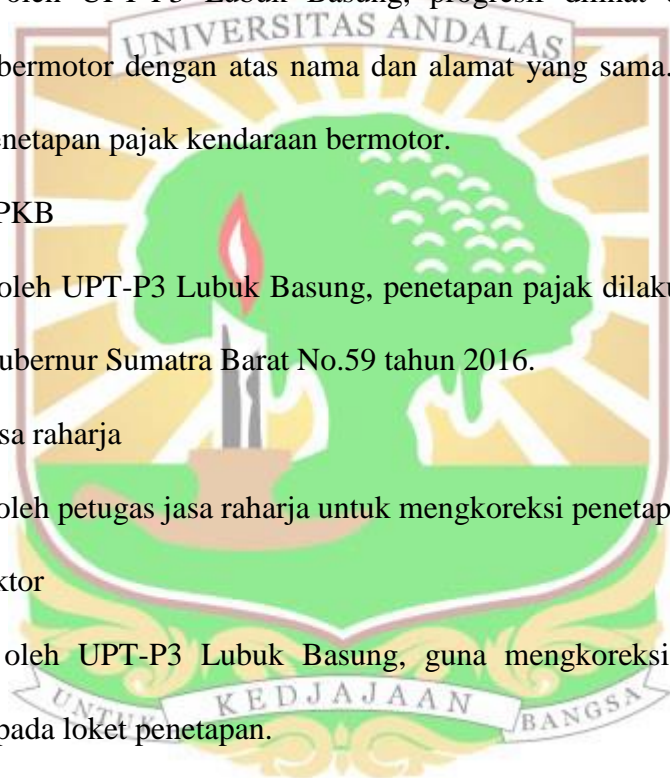 oleh UPT-P3 Lubuk Basung, progresif dilihat
UNIVERSITAS ANDALAS
bermotor dengan atas nama dan alamat yang sama.
enetapan pajak kendaraan bermotor.
PKB
oleh UPT-P3 Lubuk Basung, penetapan pajak dilaku
ubernur Sumatra Barat No.59 tahun 2016.
sa raharja
oleh petugas jasa raharja untuk mengkoreksi penetap
ktor
oleh UPT-P3 Lubuk Basung, guna mengkoreksi
UNTUK KEDJAJAAN BANGSA
pada loket penetapan.